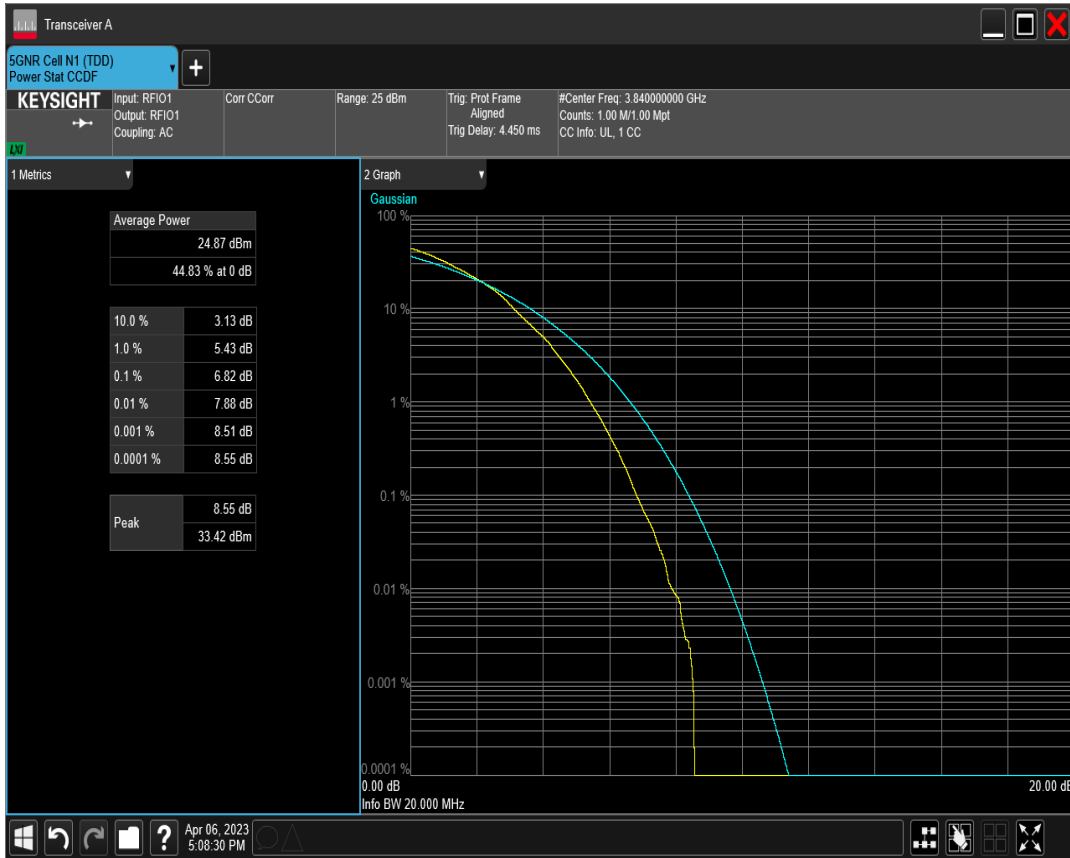 Transceiver A
5GNR Cell N1 (TDD)
Power Stat CCDF
+
KEYSIGHT
LXI
Input: RFIO1
Output: RFIO1
Coupling: AC
Corr CCorr
Range: 25 dBm
Trig: Prot Frame
Aligned
Trig Delay: 4.450 ms
#Center Freq: 3.840000000 GHz
Counts: 1.00 M/1.00 Mpt
CC Info: UL, 1 CC
1 Metrics
Average Power
24.87 dBm
44.83 % at 0 dB
10.0 % 3.13 dB
1.0 % 5.43 dB
0.1 % 6.82 dB
0.01 % 7.88 dB
0.001 % 8.51 dB
0.0001 % 8.55 dB
Peak
8.55 dB
33.42 dBm
2 Graph
Gaussian
100 %
10 %
1 %
0.1 %
0.01 %
0.001 %
0.0001 %
0.00 dB 20.00 dB
Info BW 20.000 MHz
?
Apr 06, 2023
5:08:30 PM